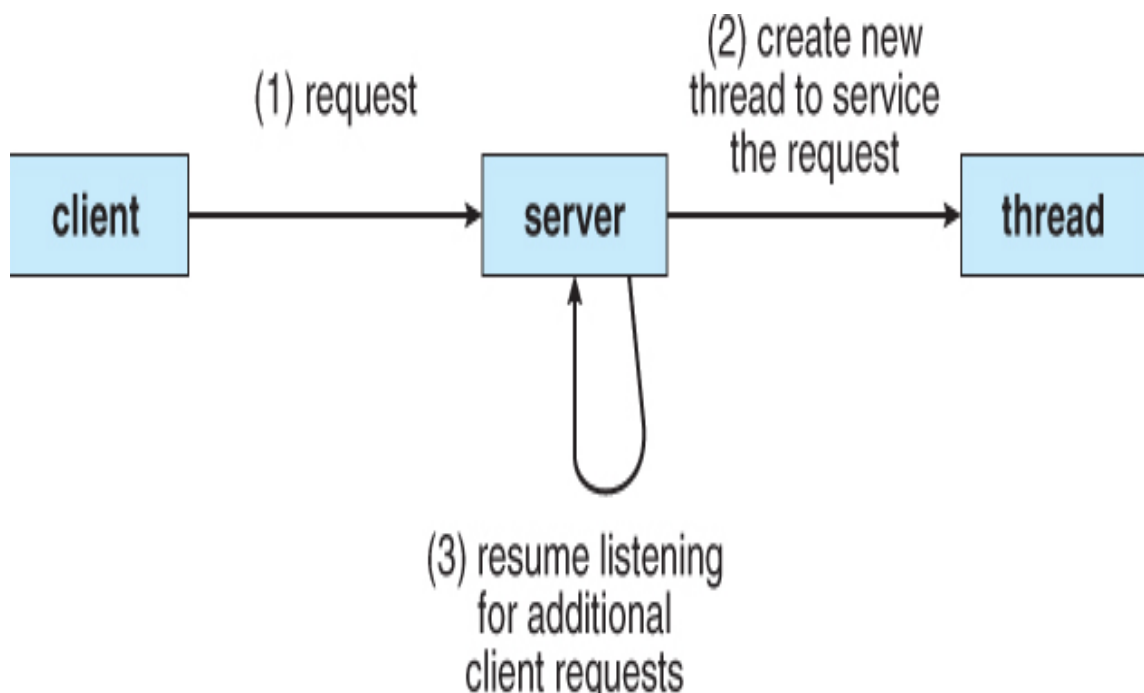 (1) request
(2) create new
thread to service
the request
client
server
thread
(3) resume listening
for additional
client requests